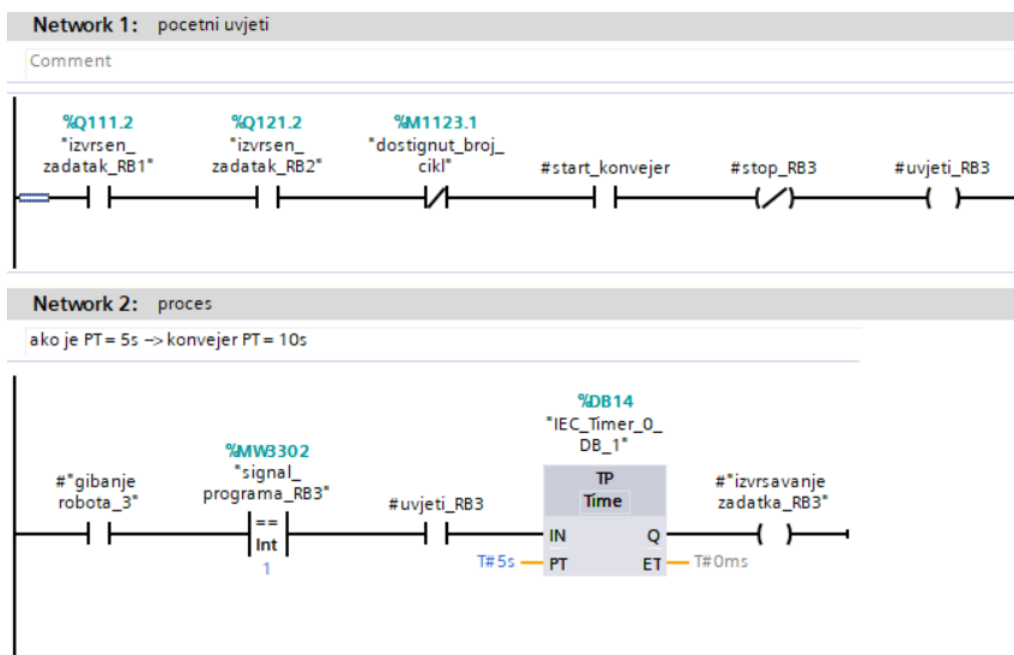 Network 1: pocetni uvjeti
Comment
%Q111.2
"izvrsen_
zadatak_RB1"
%Q121.2
"izvrsen_
zadatak_RB2"
%M1123.1
"dostignut_broj_
cikl"
#start_konvejer
#stop_RB3
#uvjeti_RB3
Network 2: proces
ako je PT = 5s --> konvejer PT = 10s
#"gibanje
robota_3"
%MW3302
"signal_
programa_RB3"
==
Int
1
#uvjeti_RB3
%DB14
"IEC_Timer_0_
DB_1"
TP
Time
IN Q
T#5s PT ET T#0ms
#"izvrsavanje
zadatka_RB3"